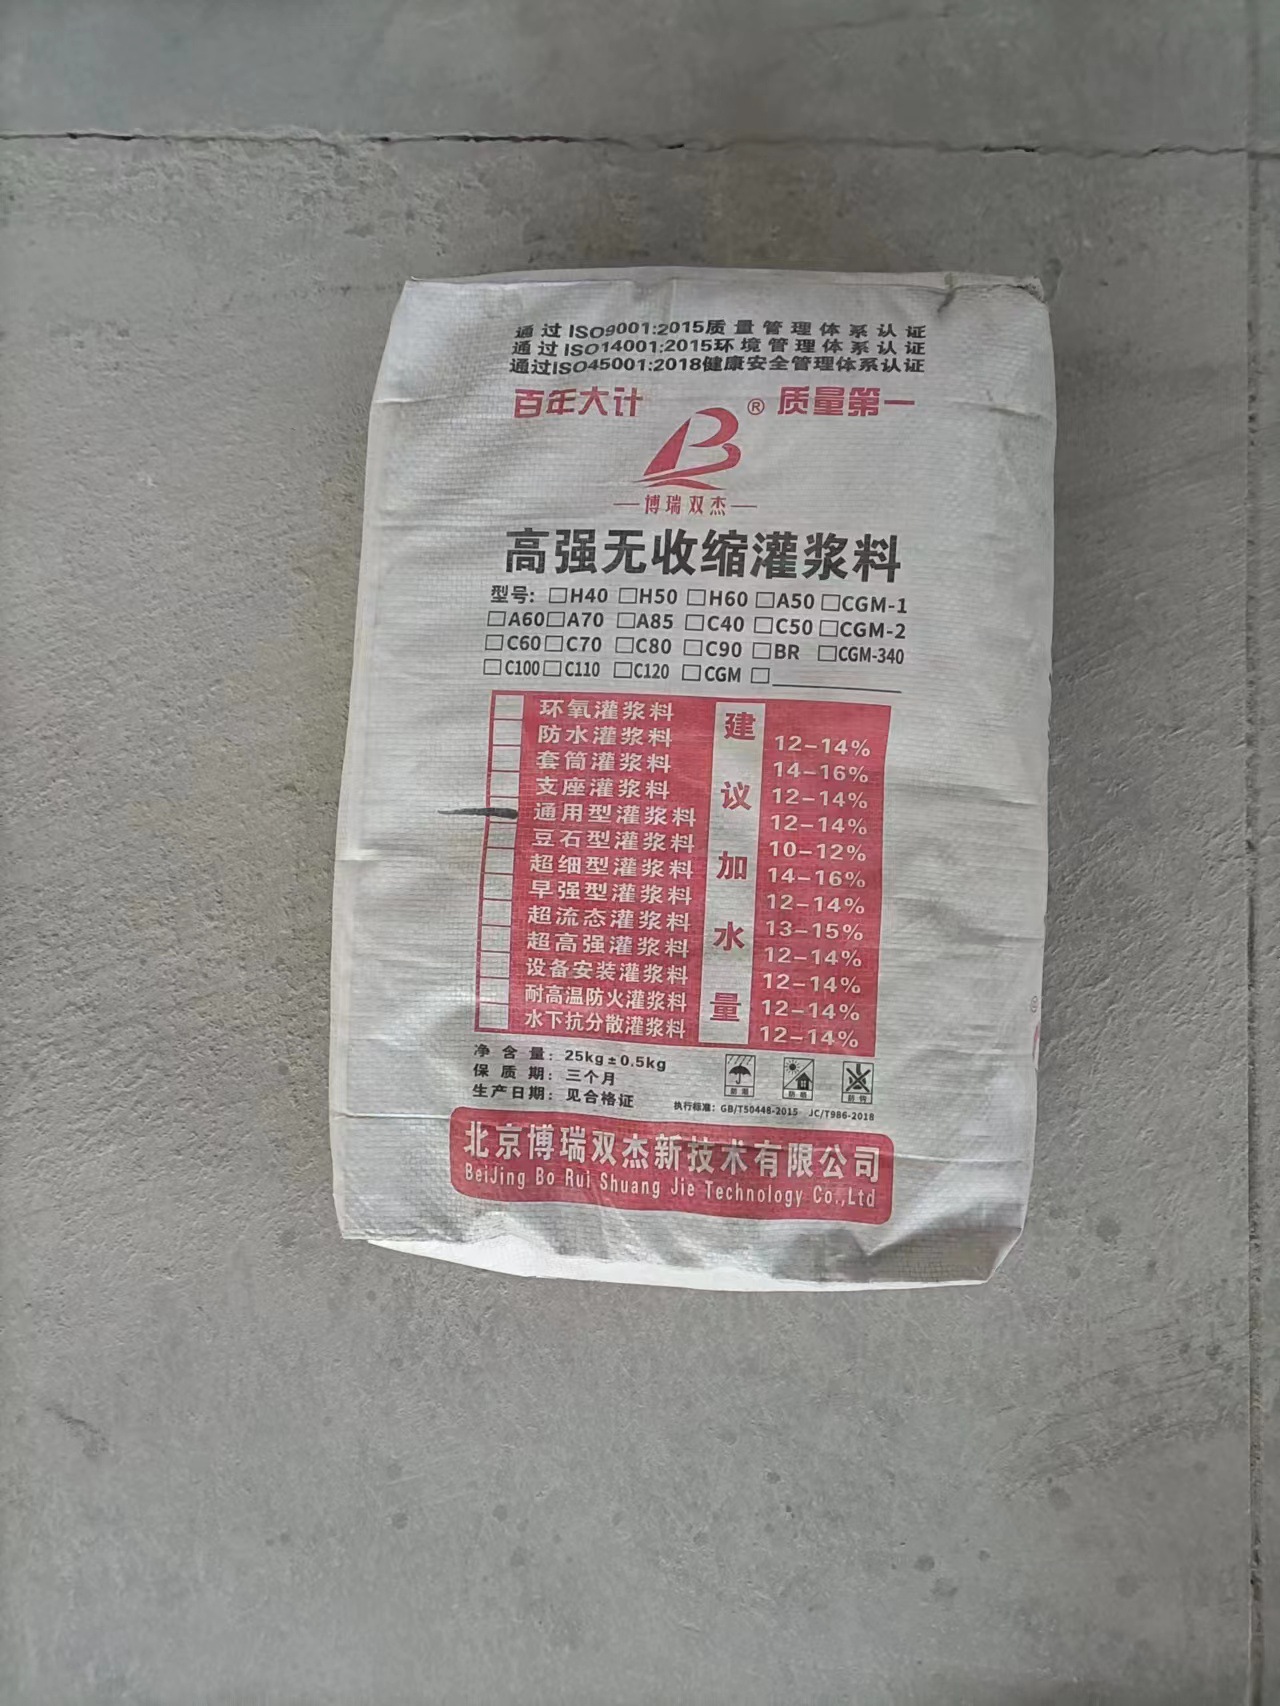 通过ISO9001:2015质量管理体系认证
通过ISO14001:2015环境管理体系认证
通过ISO45001:2018健康安全管理体系认证
百年大计 ® 质量第一
博瑞双杰
高强无收缩灌浆料
型号: □H40 □H50 □H60 □A50 □CGM-1
□A60 □A70 □A85 □C40 □C50 □CGM-2
□C60 □C70 □C80 □C90 □BR □CGM-340
□C100 □C110 □C120 □CGM □
建议加水量
环氧灌浆料
防水灌浆料 12-14%
套筒灌浆料 14-16%
支座灌浆料 12-14%
通用型灌浆料 12-14%
豆石型灌浆料 10-12%
超细型灌浆料 14-16%
早强型灌浆料 12-14%
超流态灌浆料 13-15%
超高强灌浆料 12-14%
设备安装灌浆料 12-14%
耐高温防火灌浆料 12-14%
水下抗分散灌浆料 12-14%
净含量: 25kg±0.5kg
保质期: 三个月
生产日期: 见合格证
防潮 防晒 防钩
执行标准: GB/T50448-2015 JC/T986-2018
北京博瑞双杰新技术有限公司
BeiJing Bo Rui Shuang Jie Technology Co.,Ltd